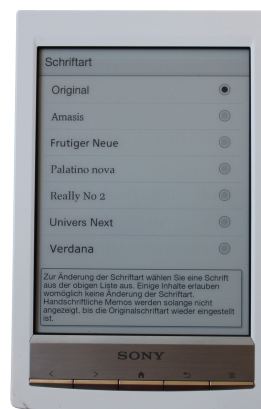 Schriftart
Original
Amasis
Frutiger Neue
Palatino nova
Really No 2
Univers Next
Verdana
Zur Änderung der Schriftart wählen Sie eine Schrift
aus der obigen Liste aus. Einige Inhalte erlauben
womöglich keine Änderung der Schriftart.
Handschriftliche Memos werden solange nicht
angezeigt, bis die Originalschriftart wieder eingestellt
ist.
SONY